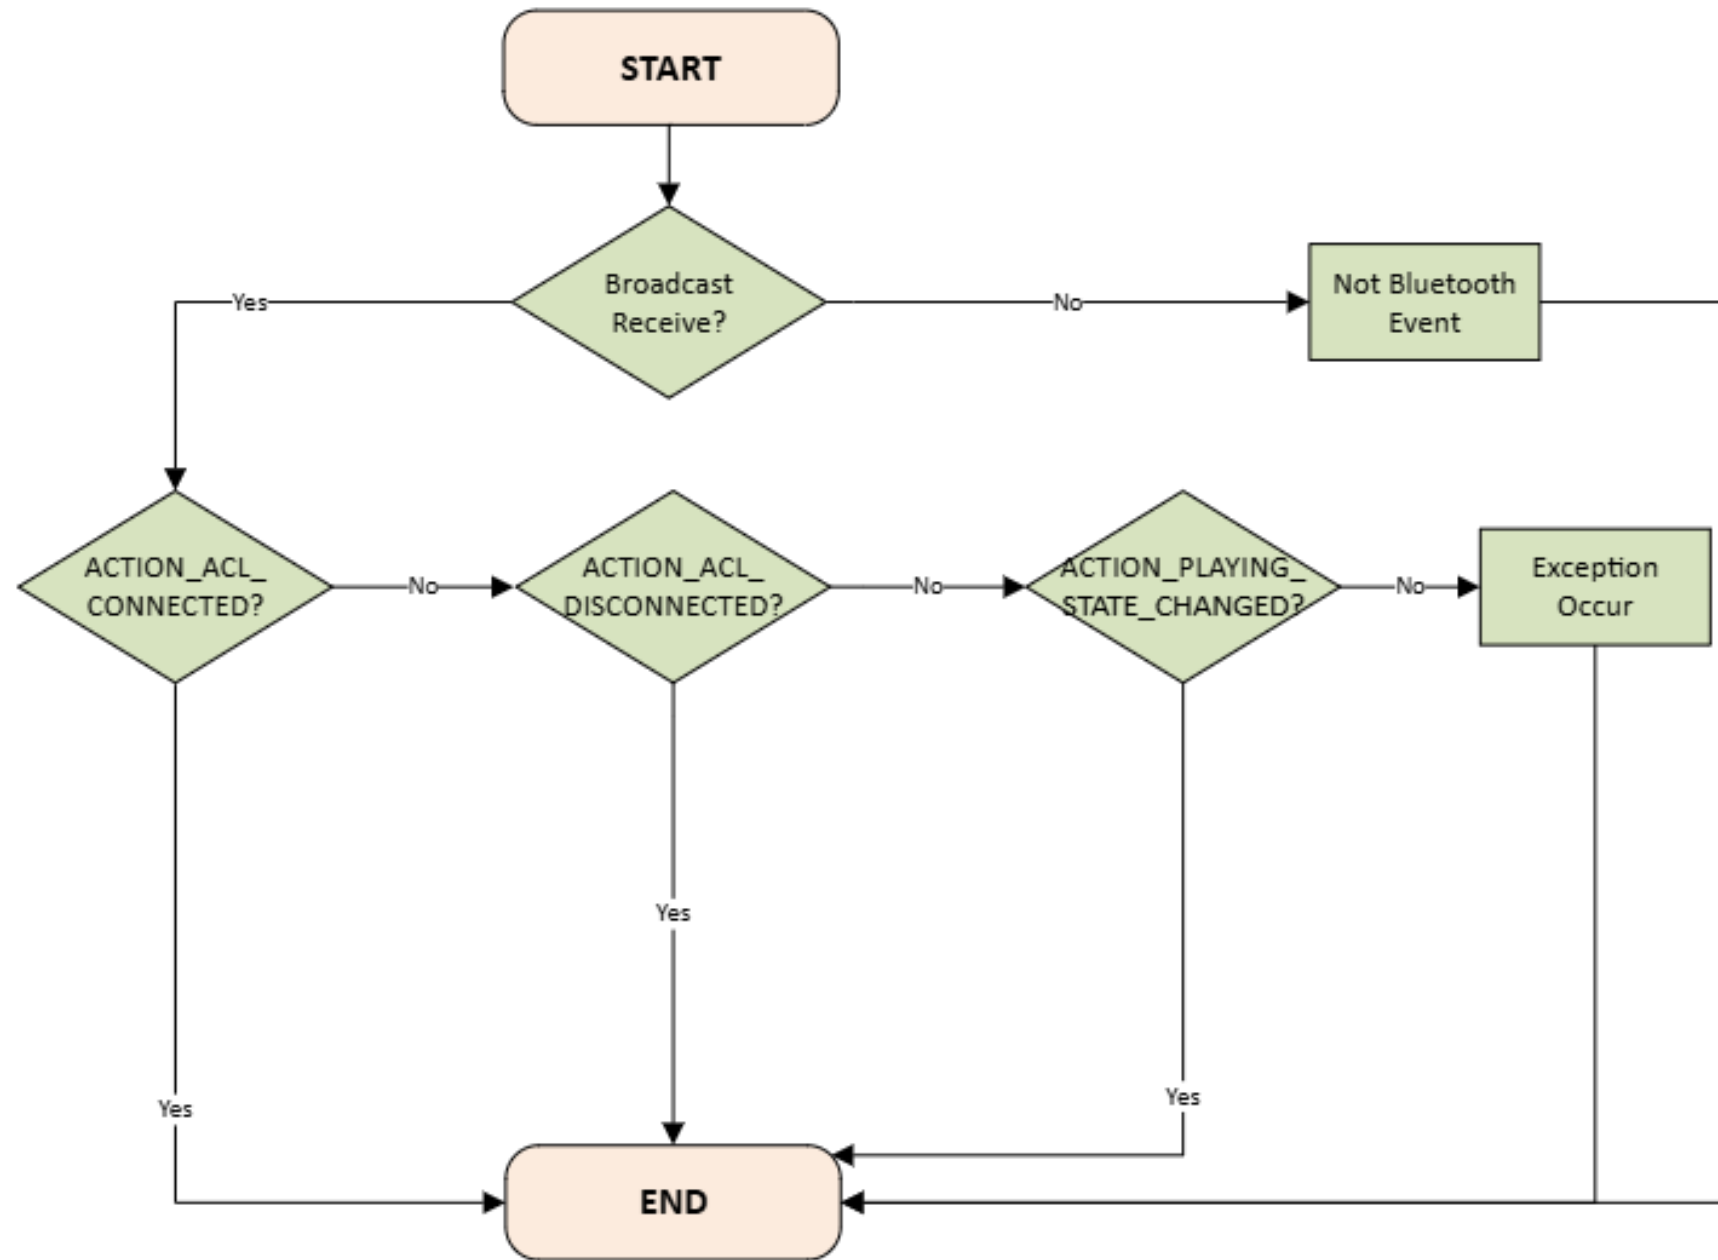 START
Broadcast
Receive?
Yes
No
Not Bluetooth
Event
ACTION_ACL_
CONNECTED?
No
ACTION_ACL_
DISCONNECTED?
No
ACTION_PLAYING_
STATE_CHANGED?
No
Exception
Occur
Yes
Yes
Yes
END